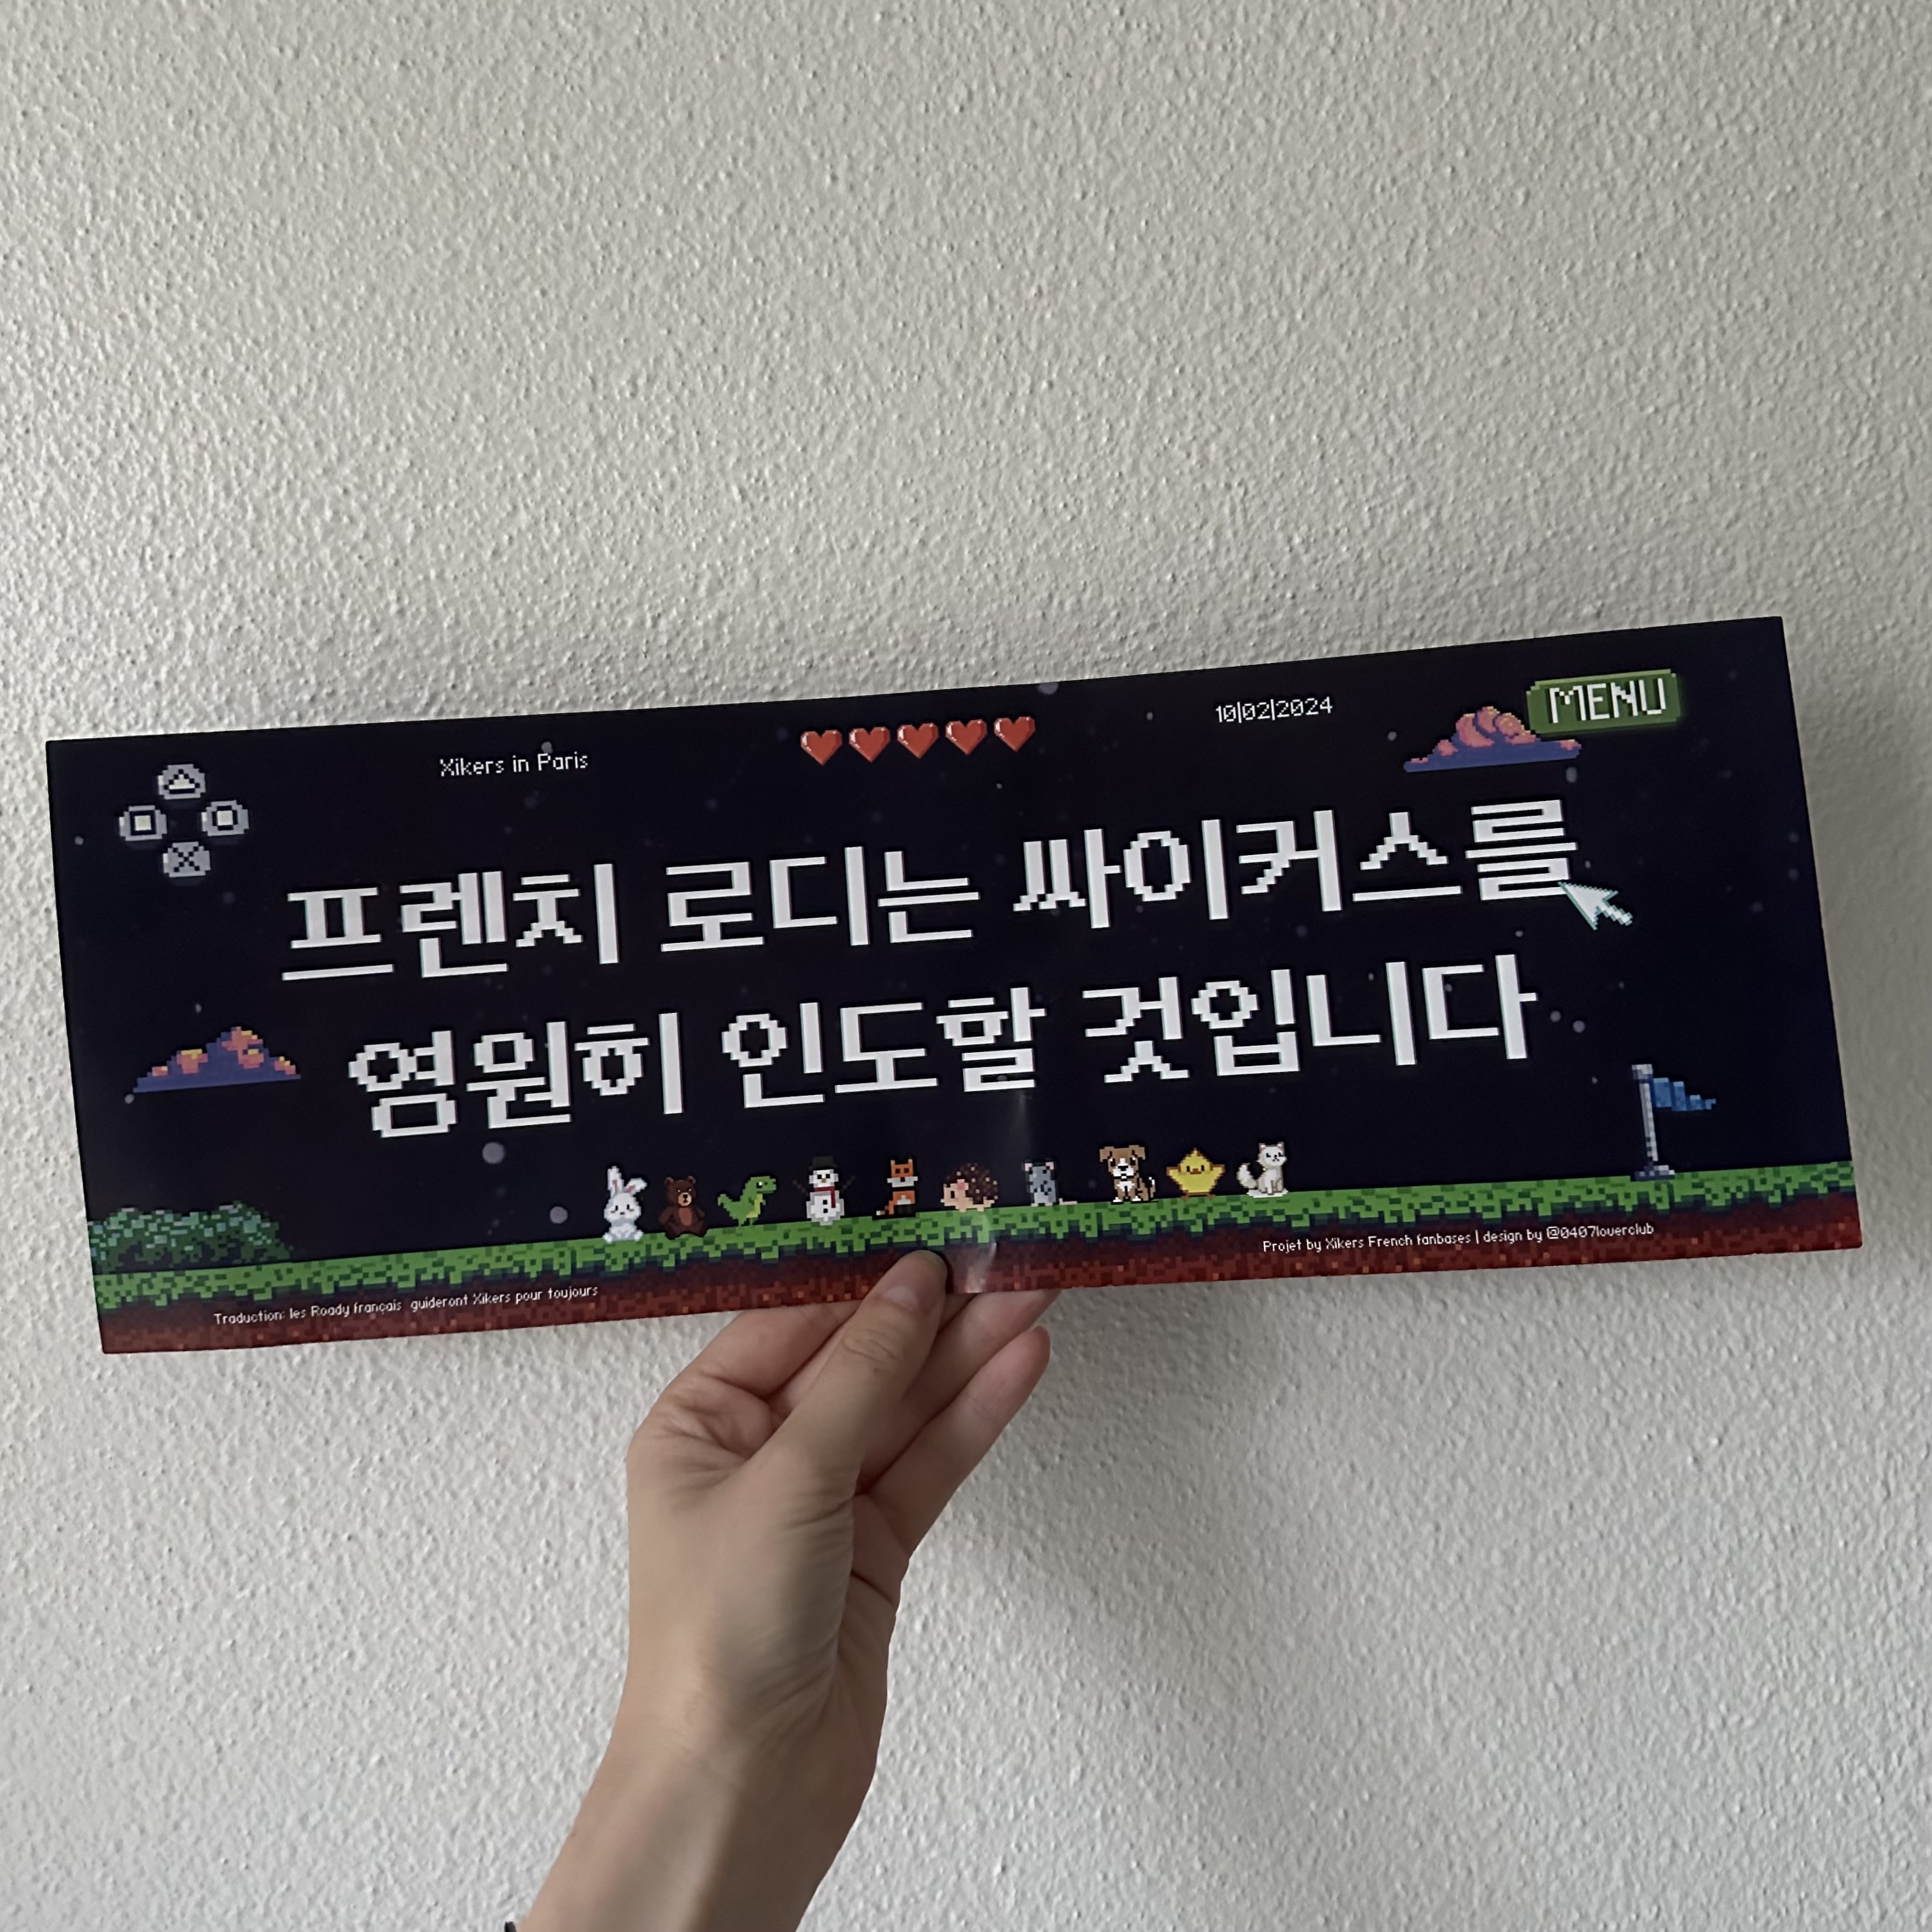 Xikers in Paris
10|02|2024
MENU
프렌치 로디는 싸이커스를
영원히 인도할 것입니다
Traduction: les Roady français guideront Xikers pour toujours
Projet by Xikers French fanbases | design by @0407loverclub